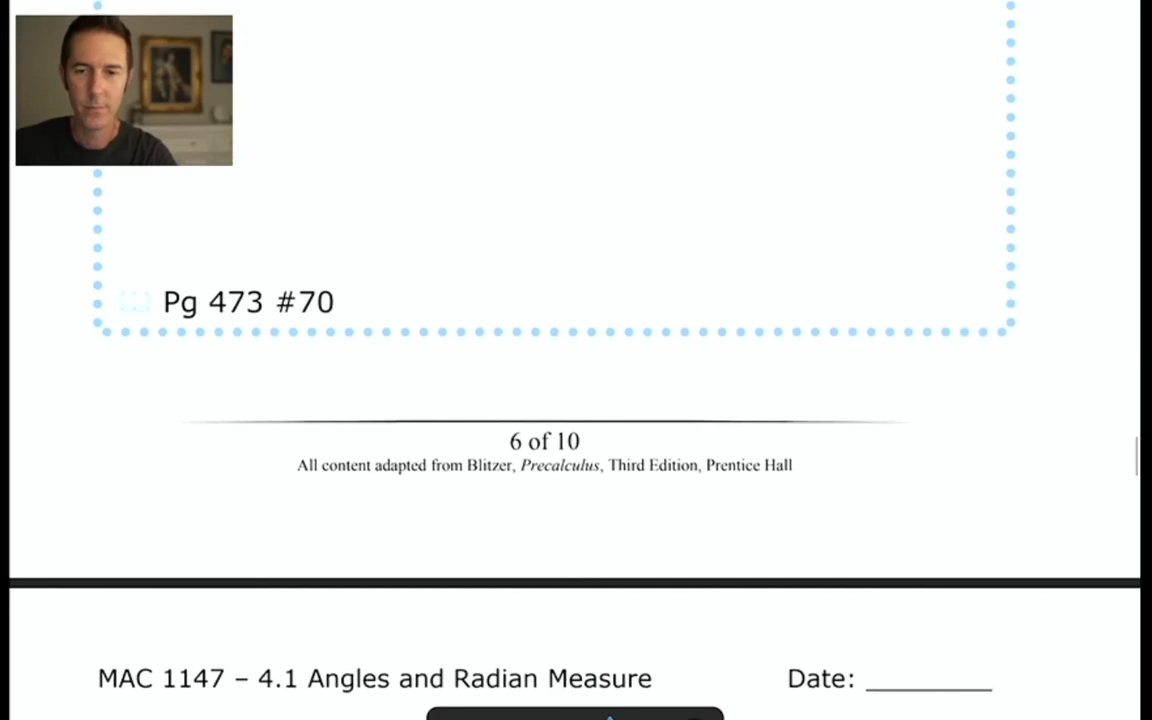 Pg 473 #70
6 of 10
All content adapted from Blitzer, Precalculus, Third Edition, Prentice Hall
MAC 1147 – 4.1 Angles and Radian Measure Date: _________